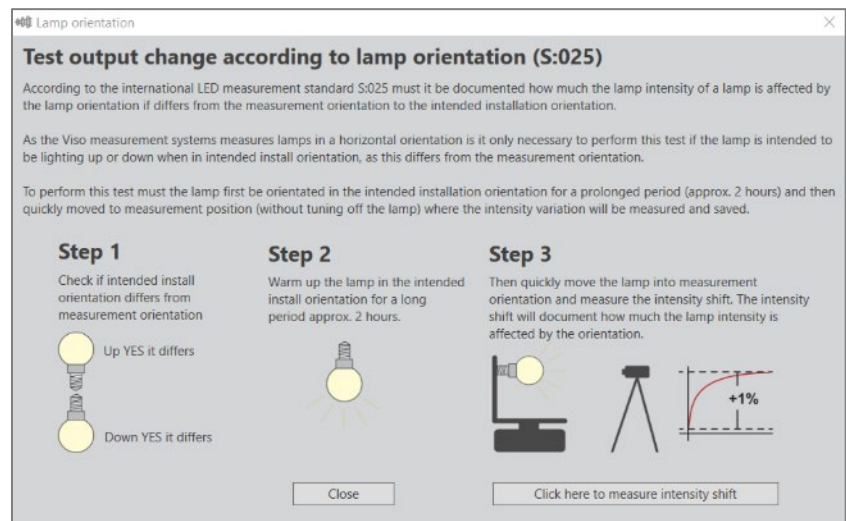 Lamp orientation
Test output change according to lamp orientation (S:025)
According to the international LED measurement standard S:025 must it be documented how much the lamp intensity of a lamp is affected by
the lamp orientation if differs from the measurement orientation to the intended installation orientation.
As the Viso measurement systems measures lamps in a horizontal orientation is it only necessary to perform this test if the lamp is intended to
be lighting up or down when in intended install orientation, as this differs from the measurement orientation.
To perform this test must the lamp first be orientated in the intended installation orientation for a prolonged period (approx. 2 hours) and then
quickly moved to measurement position (without tuning off the lamp) where the intensity variation will be measured and saved.
Step 1
Check if intended install
orientation differs from
measurement orientation
Up YES it differs
Down YES it differs
Step 2
Warm up the lamp in the intended
install orientation for a long
period approx. 2 hours.
Step 3
Then quickly move the lamp into measurement
orientation and measure the intensity shift. The intensity
shift will document how much the lamp intensity is
affected by the orientation.
+1%
Close
Click here to measure intensity shift